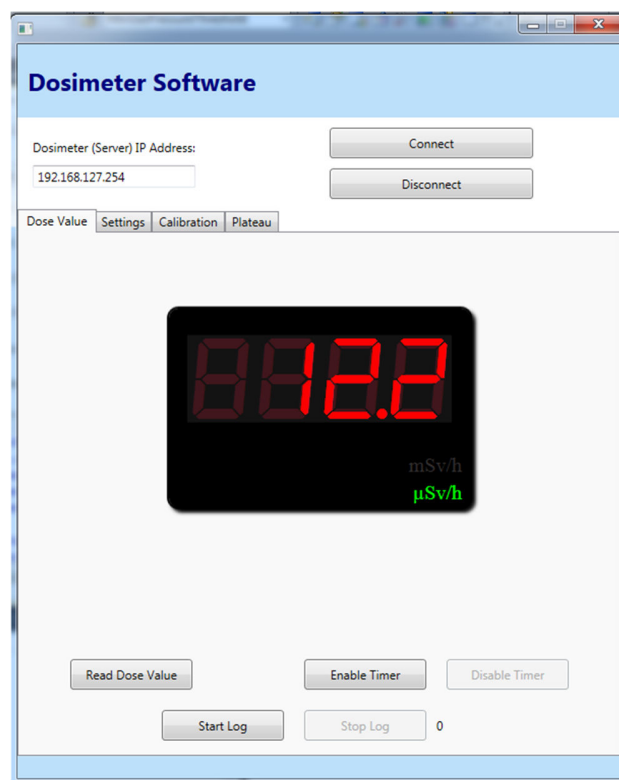 Dosimeter Software
Dosimeter (Server) IP Address:
Connect
192.168.127.254
Disconnect
Dose Value Settings Calibration Plateau
12.2
mSv/h
µSv/h
Read Dose Value Enable Timer Disable Timer
Start Log Stop Log 0